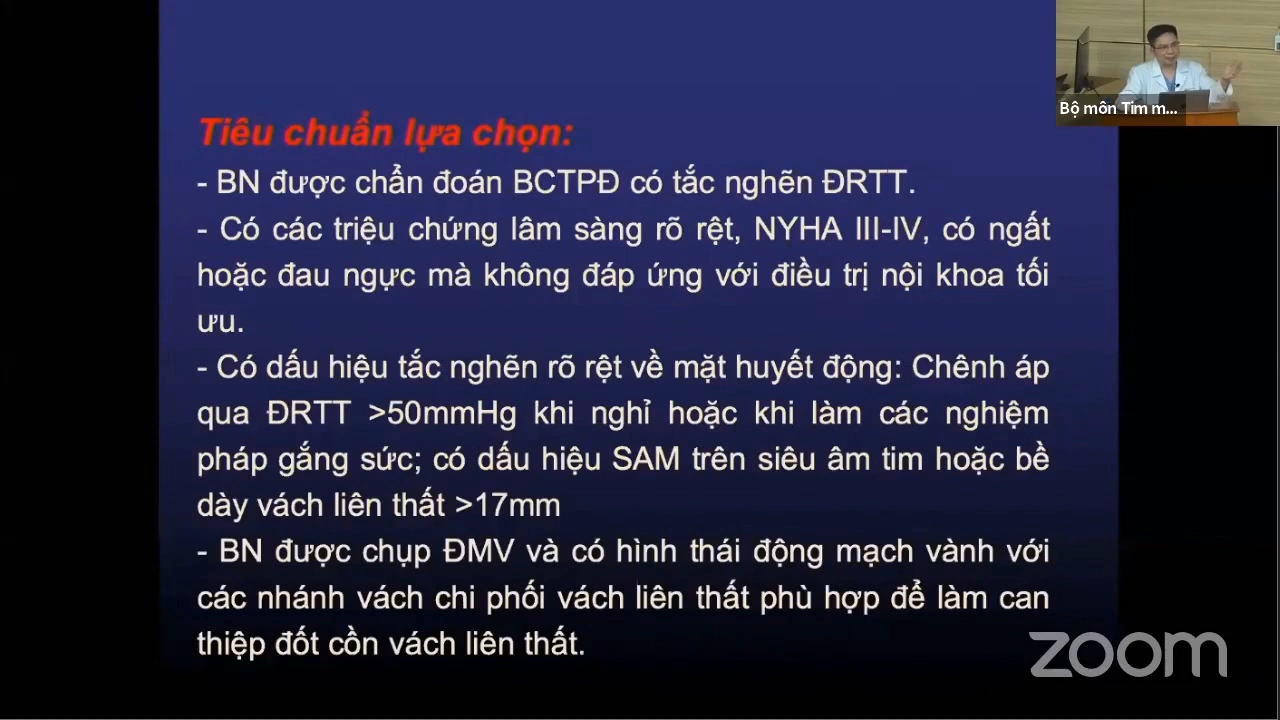 Bộ môn Tim m...
Tiêu chuẩn lựa chọn:
- BN được chẩn đoán BCTPĐ có tắc nghẽn ĐRTT.
- Có các triệu chứng lâm sàng rõ rệt, NYHA III-IV, có ngất
hoặc đau ngực mà không đáp ứng với điều trị nội khoa tối
ưu.
- Có dấu hiệu tắc nghẽn rõ rệt về mặt huyết động: Chênh áp
qua ĐRTT >50mmHg khi nghỉ hoặc khi làm các nghiệm
pháp gắng sức; có dấu hiệu SAM trên siêu âm tim hoặc bề
dày vách liên thất >17mm
- BN được chụp ĐMV và có hình thái động mạch vành với
các nhánh vách chi phối vách liên thất phù hợp để làm can
thiệp đốt cồn vách liên thất.
zoom